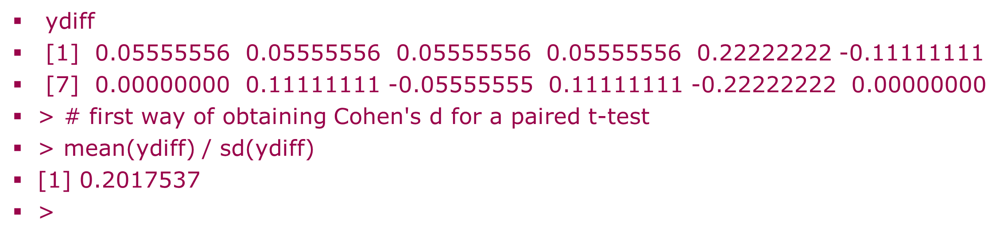 ▪ ydiff
▪ [1] 0.05555556 0.05555556 0.05555556 0.05555556 0.22222222 -0.11111111
▪ [7] 0.00000000 0.11111111 -0.05555555 0.11111111 -0.22222222 0.00000000
▪ > # first way of obtaining Cohen's d for a paired t-test
▪ > mean(ydiff) / sd(ydiff)
▪ [1] 0.2017537
▪ >